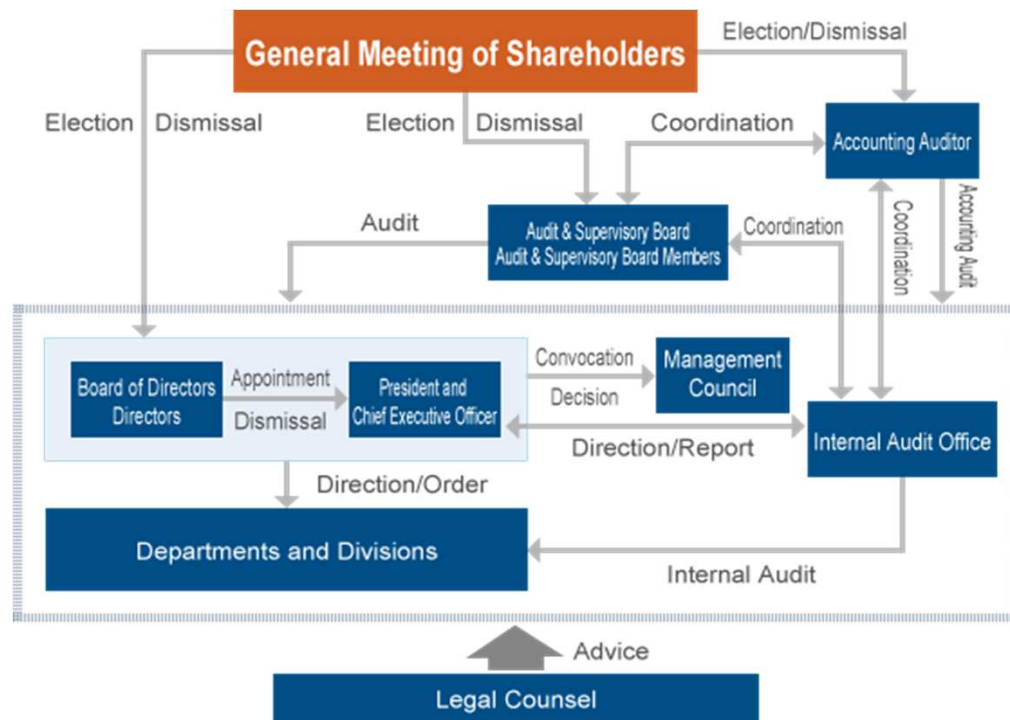 General Meeting of Shareholders
Election/Dismissal
Election Dismissal
Election Dismissal
Coordination
Accounting Auditor
Audit
Audit & Supervisory Board
Audit & Supervisory Board Members
Coordination
Coordination
Accounting Audit
Board of Directors
Directors
Appointment
Dismissal
President and
Chief Executive Officer
Convocation
Decision
Management
Council
Direction/Report
Internal Audit Office
Direction/Order
Departments and Divisions
Internal Audit
Advice
Legal Counsel